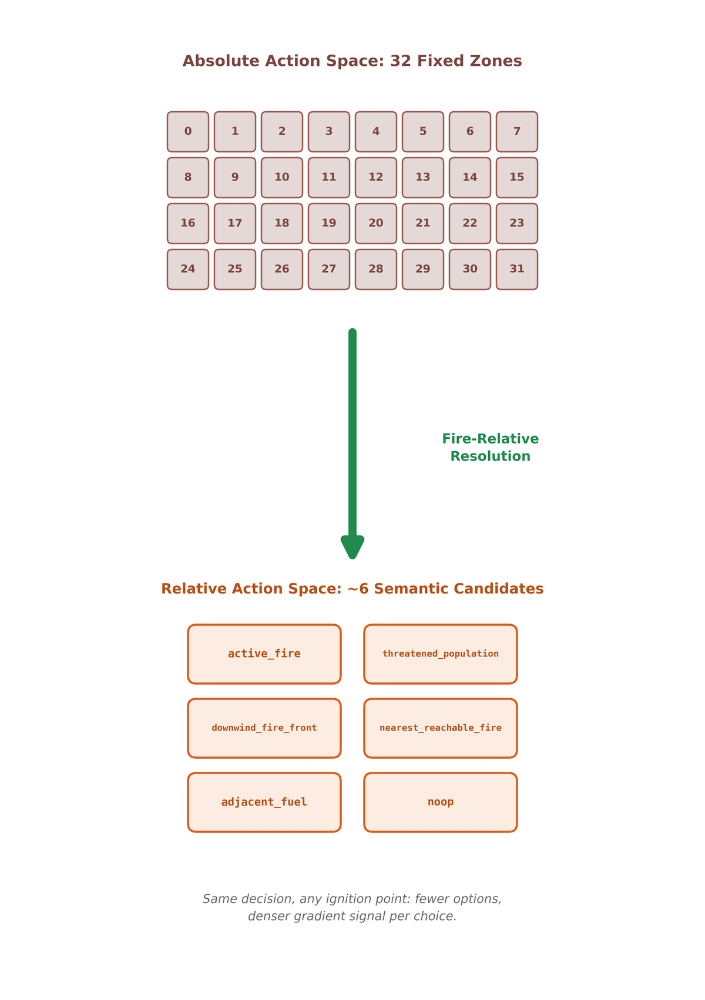 Absolute Action Space: 32 Fixed Zones
0 1 2 3 4 5 6 7
8 9 10 11 12 13 14 15
16 17 18 19 20 21 22 23
24 25 26 27 28 29 30 31
Fire-Relative
Resolution
Relative Action Space: ~6 Semantic Candidates
active_fire threatened_population
downwind_fire_front nearest_reachable_fire
adjacent_fuel noop
Same decision, any ignition point: fewer options,
denser gradient signal per choice.